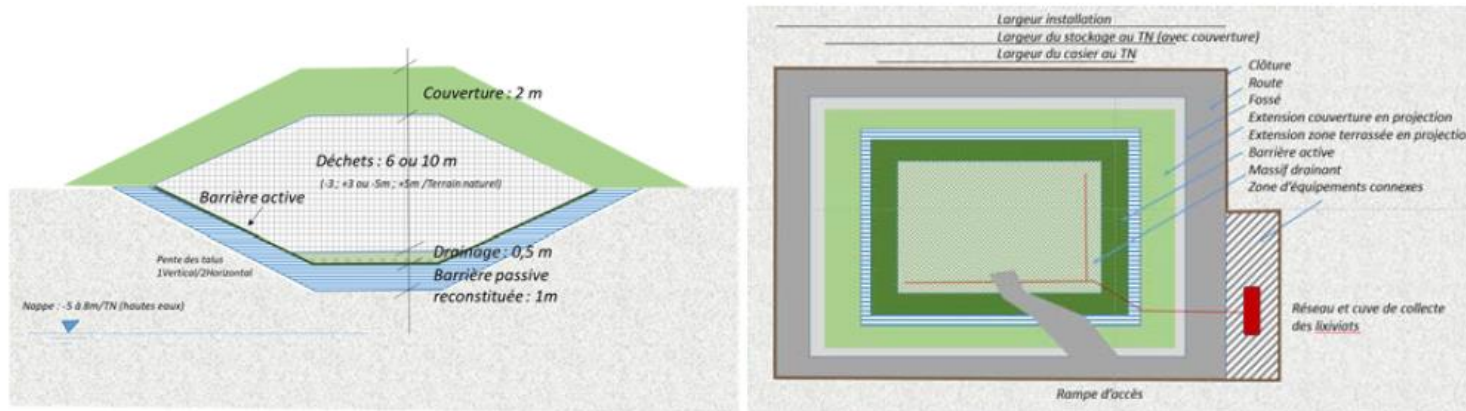 Couverture : 2 m
Déchets : 6 ou 10 m
(-3 ; +3 ou -5m ; +5m /Terrain naturel)
Barrière active
Drainage : 0,5 m
Pente des talus
1Vertical/2Horizontal
Barrière passive
reconstituée : 1m
Nappe : -5 à 8m/TN (hautes eaux)
Largeur installation
Largeur du stockage au TN (avec couverture)
Largeur du casier au TN
Clôture
Route
Fossé
Extension couverture en projection
Extension zone terrassée en projection
Barrière active
Massif drainant
Zone d'équipements connexes
Réseau et cuve de collecte
des lixiviats
Rampe d'accès